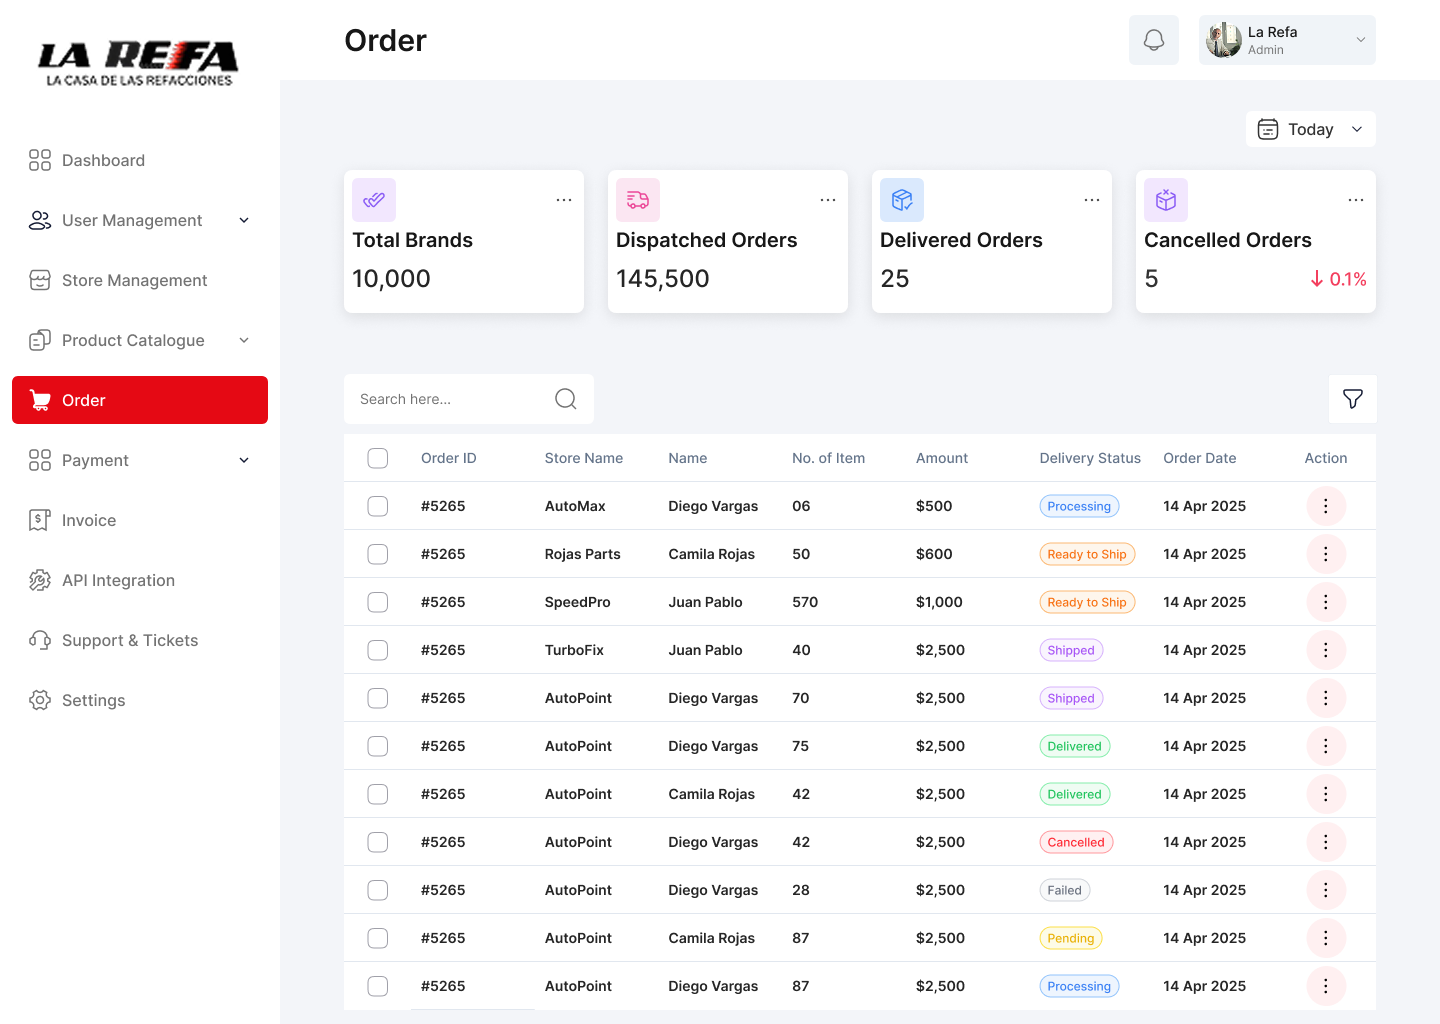 LA REFA
LA CASA DE LAS REFACCIONES
Dashboard
User Management
Store Management
Product Catalogue
Order
Payment
Invoice
API Integration
Support & Tickets
Settings
Order
La Refa
Admin
Today
Total Brands
10,000
Dispatched Orders
145,500
Delivered Orders
25
Cancelled Orders
5 0.1%
Search here...
Order ID Store Name Name No. of Item Amount Delivery Status Order Date Action
#5265 AutoMax Diego Vargas 06 $500 Processing 14 Apr 2025
#5265 Rojas Parts Camila Rojas 50 $600 Ready to Ship 14 Apr 2025
#5265 SpeedPro Juan Pablo 570 $1,000 Ready to Ship 14 Apr 2025
#5265 TurboFix Juan Pablo 40 $2,500 Shipped 14 Apr 2025
#5265 AutoPoint Diego Vargas 70 $2,500 Shipped 14 Apr 2025
#5265 AutoPoint Diego Vargas 75 $2,500 Delivered 14 Apr 2025
#5265 AutoPoint Camila Rojas 42 $2,500 Delivered 14 Apr 2025
#5265 AutoPoint Diego Vargas 42 $2,500 Cancelled 14 Apr 2025
#5265 AutoPoint Diego Vargas 28 $2,500 Failed 14 Apr 2025
#5265 AutoPoint Camila Rojas 87 $2,500 Pending 14 Apr 2025
#5265 AutoPoint Diego Vargas 87 $2,500 Processing 14 Apr 2025